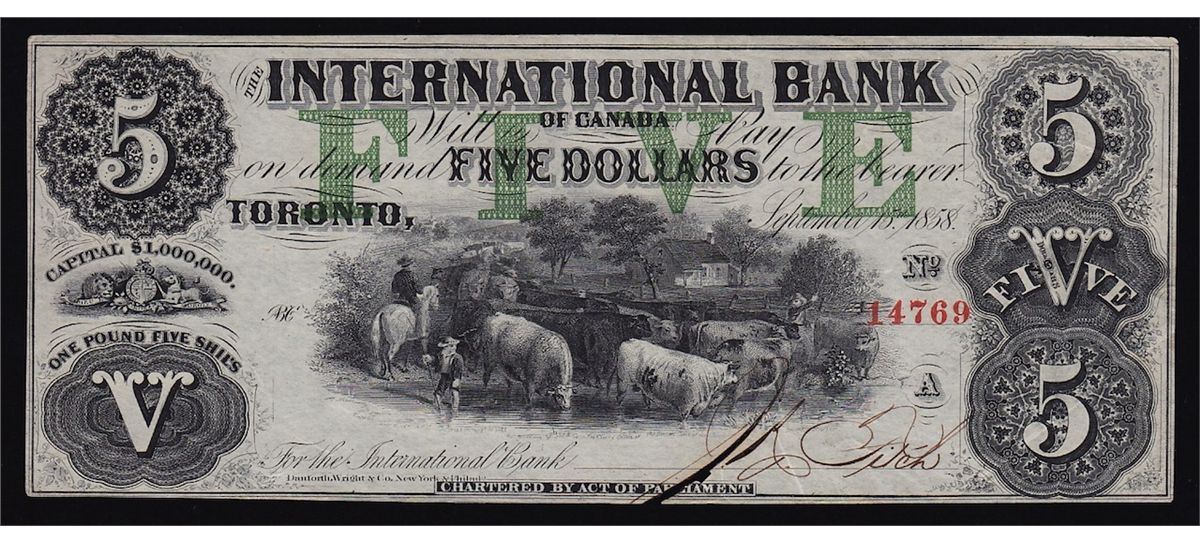 THE INTERNATIONAL BANK
OF CANADA
FIVE
Will Pay
on demand FIVE DOLLARS to the bearer.
TORONTO, September 15, 1858.
5
5
CAPITAL $1,000,000.
ONE POUND FIVE SHIL'S
V
No
14769
A
FIVE
V
5
For the International Bank
J R Fitch
Danforth, Wright & Co. New York & Philada
CHARTERED BY ACT OF PARLIAMENT